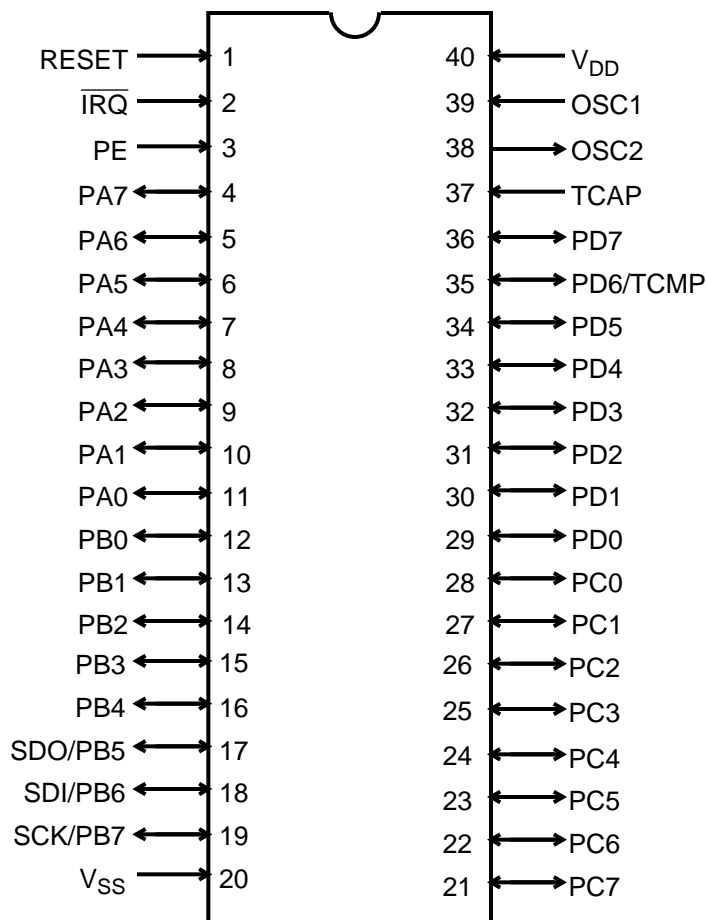 RESET 1 40 V_DD
I̅R̅Q̅ 2 39 OSC1
PE 3 38 OSC2
PA7 4 37 TCAP
PA6 5 36 PD7
PA5 6 35 PD6/TCMP
PA4 7 34 PD5
PA3 8 33 PD4
PA2 9 32 PD3
PA1 10 31 PD2
PA0 11 30 PD1
PB0 12 29 PD0
PB1 13 28 PC0
PB2 14 27 PC1
PB3 15 26 PC2
PB4 16 25 PC3
SDO/PB5 17 24 PC4
SDI/PB6 18 23 PC5
SCK/PB7 19 22 PC6
V_SS 20 21 PC7